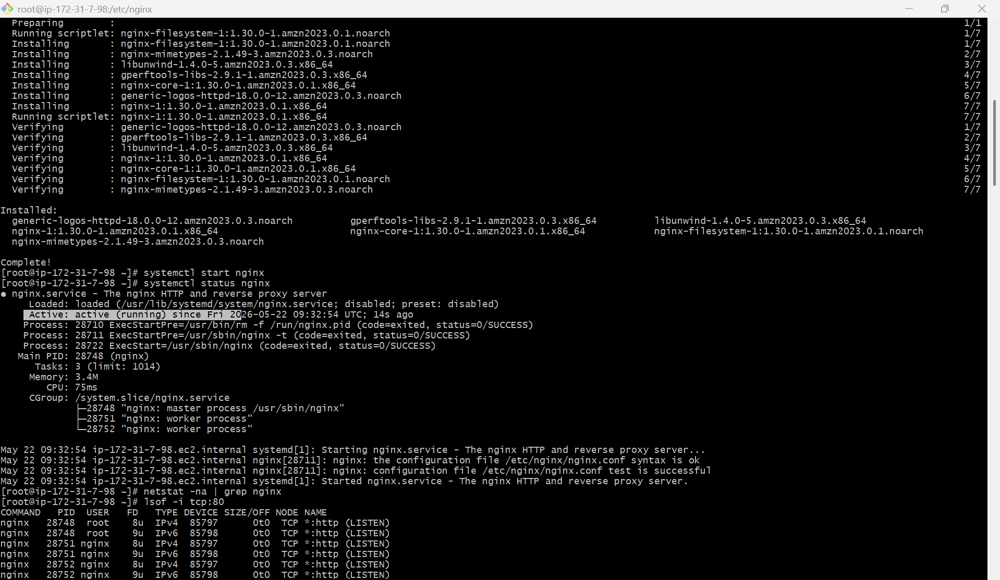 root@ip-172-31-7-98:/etc/nginx
Preparing        :                                                        1/1
Running scriptlet: nginx-filesystem-1:1.30.0-1.amzn2023.0.1.noarch        1/7
Installing       : nginx-filesystem-1:1.30.0-1.amzn2023.0.1.noarch        1/7
Installing       : nginx-mimetypes-2.1.49-3.amzn2023.0.3.noarch           2/7
Installing       : libunwind-1.4.0-5.amzn2023.0.3.x86_64                  3/7
Installing       : gperftools-libs-2.9.1-1.amzn2023.0.3.x86_64            4/7
Installing       : nginx-core-1:1.30.0-1.amzn2023.0.1.x86_64              5/7
Installing       : generic-logos-httpd-18.0.0-12.amzn2023.0.3.noarch      6/7
Installing       : nginx-1:1.30.0-1.amzn2023.0.1.x86_64                   7/7
Running scriptlet: nginx-1:1.30.0-1.amzn2023.0.1.x86_64                   7/7
Verifying        : generic-logos-httpd-18.0.0-12.amzn2023.0.3.noarch      1/7
Verifying        : gperftools-libs-2.9.1-1.amzn2023.0.3.x86_64            2/7
Verifying        : libunwind-1.4.0-5.amzn2023.0.3.x86_64                  3/7
Verifying        : nginx-1:1.30.0-1.amzn2023.0.1.x86_64                   4/7
Verifying        : nginx-core-1:1.30.0-1.amzn2023.0.1.x86_64              5/7
Verifying        : nginx-filesystem-1:1.30.0-1.amzn2023.0.1.noarch        6/7
Verifying        : nginx-mimetypes-2.1.49-3.amzn2023.0.3.noarch           7/7
Installed:
generic-logos-httpd-18.0.0-12.amzn2023.0.3.noarch   gperftools-libs-2.9.1-1.amzn2023.0.3.x86_64   libunwind-1.4.0-5.amzn2023.0.3.x86_64
nginx-1:1.30.0-1.amzn2023.0.1.x86_64   nginx-core-1:1.30.0-1.amzn2023.0.1.x86_64   nginx-filesystem-1:1.30.0-1.amzn2023.0.1.noarch
nginx-mimetypes-2.1.49-3.amzn2023.0.3.noarch
Complete!
[root@ip-172-31-7-98 ~]# systemctl start nginx
[root@ip-172-31-7-98 ~]# systemctl status nginx
● nginx.service - The nginx HTTP and reverse proxy server
Loaded: loaded (/usr/lib/systemd/system/nginx.service; disabled; preset: disabled)
Active: active (running) since Fri 2026-05-22 09:32:54 UTC; 14s ago
Process: 28710 ExecStartPre=/usr/bin/rm -f /run/nginx.pid (code=exited, status=0/SUCCESS)
Process: 28711 ExecStartPre=/usr/sbin/nginx -t (code=exited, status=0/SUCCESS)
Process: 28722 ExecStart=/usr/sbin/nginx (code=exited, status=0/SUCCESS)
Main PID: 28748 (nginx)
Tasks: 3 (limit: 1014)
Memory: 3.4M
CPU: 75ms
CGroup: /system.slice/nginx.service
├─28748 "nginx: master process /usr/sbin/nginx"
├─28751 "nginx: worker process"
└─28752 "nginx: worker process"
May 22 09:32:54 ip-172-31-7-98.ec2.internal systemd[1]: Starting nginx.service - The nginx HTTP and reverse proxy server...
May 22 09:32:54 ip-172-31-7-98.ec2.internal nginx[28711]: nginx: the configuration file /etc/nginx/nginx.conf syntax is ok
May 22 09:32:54 ip-172-31-7-98.ec2.internal nginx[28711]: nginx: configuration file /etc/nginx/nginx.conf test is successful
May 22 09:32:54 ip-172-31-7-98.ec2.internal systemd[1]: Started nginx.service - The nginx HTTP and reverse proxy server.
[root@ip-172-31-7-98 ~]# netstat -na | grep nginx
[root@ip-172-31-7-98 ~]# lsof -i tcp:80
COMMAND   PID  USER   FD   TYPE DEVICE SIZE/OFF NODE NAME
nginx   28748  root    8u  IPv4  85797      0t0  TCP *:http (LISTEN)
nginx   28748  root    9u  IPv6  85798      0t0  TCP *:http (LISTEN)
nginx   28751 nginx    8u  IPv4  85797      0t0  TCP *:http (LISTEN)
nginx   28751 nginx    9u  IPv6  85798      0t0  TCP *:http (LISTEN)
nginx   28752 nginx    8u  IPv4  85797      0t0  TCP *:http (LISTEN)
nginx   28752 nginx    9u  IPv6  85798      0t0  TCP *:http (LISTEN)